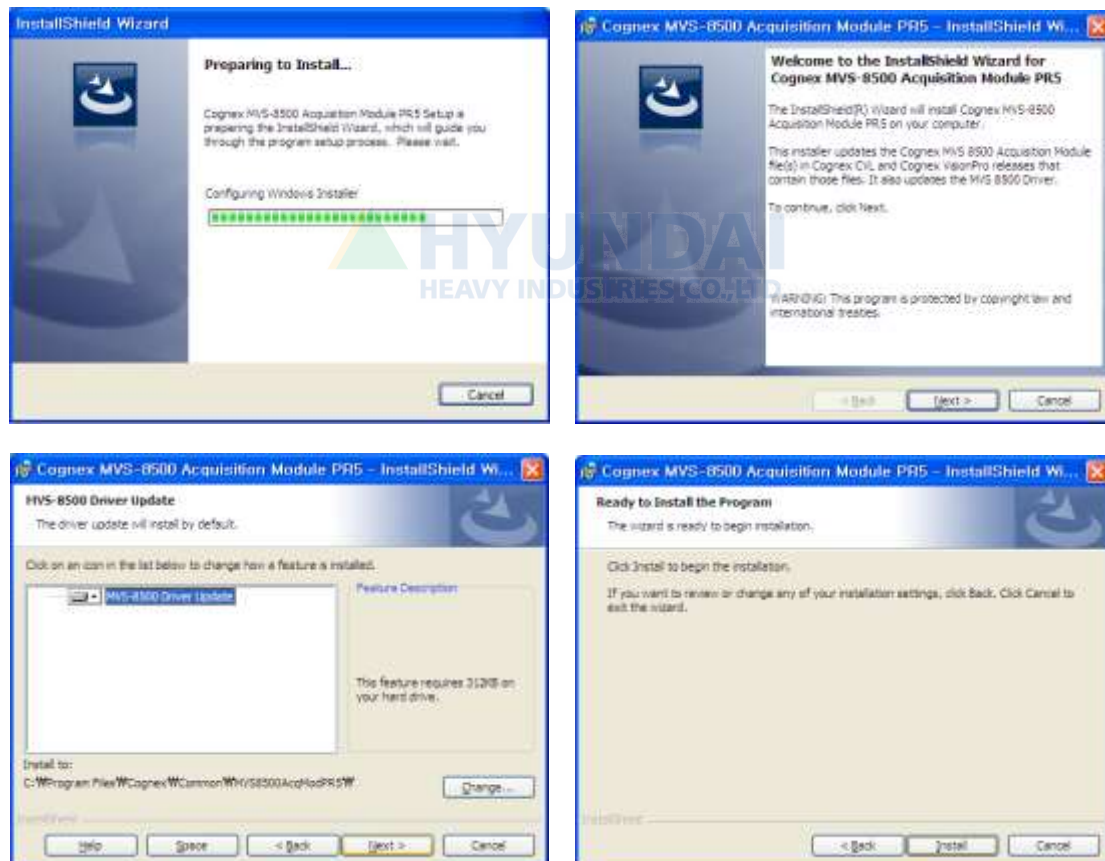 InstallShield Wizard
Preparing to Install...
Cognex MVS-8500 Acquisition Module PR5 Setup is
preparing the InstallShield Wizard, which will guide you
through the program setup process. Please wait.
Configuring Windows Installer
Cancel
Cognex MVS-8500 Acquisition Module PR5 - InstallShield Wi...
Welcome to the InstallShield Wizard for
Cognex MVS-8500 Acquisition Module PR5
The InstallShield(R) Wizard will install Cognex MVS-8500
Acquisition Module PR5 on your computer.
This installer updates the Cognex MVS 8500 Acquisition Module
file(s) in Cognex CVL and Cognex VisionPro releases that
contain those files. It also updates the MVS 8500 Driver.
To continue, click Next.
WARNING: This program is protected by copyright law and
international treaties.
< Back
Next >
Cancel
HYUNDAI
HEAVY INDUSTRIES CO., LTD.
Cognex MVS-8500 Acquisition Module PR5 - InstallShield Wi...
MVS-8500 Driver Update
The driver update will install by default.
Click on an icon in the list below to change how a feature is installed.
MVS-8500 Driver Update
Feature Description
This feature requires 312KB on
your hard drive.
Install to:
C:₩Program Files₩Cognex₩Common₩MVS8500AcqModPR5₩
Change...
InstallShield
Help
Space
< Back
Next >
Cancel
Cognex MVS-8500 Acquisition Module PR5 - InstallShield Wi...
Ready to Install the Program
The wizard is ready to begin installation.
Click Install to begin the installation.
If you want to review or change any of your installation settings, click Back. Click Cancel to
exit the wizard.
InstallShield
< Back
Install
Cancel